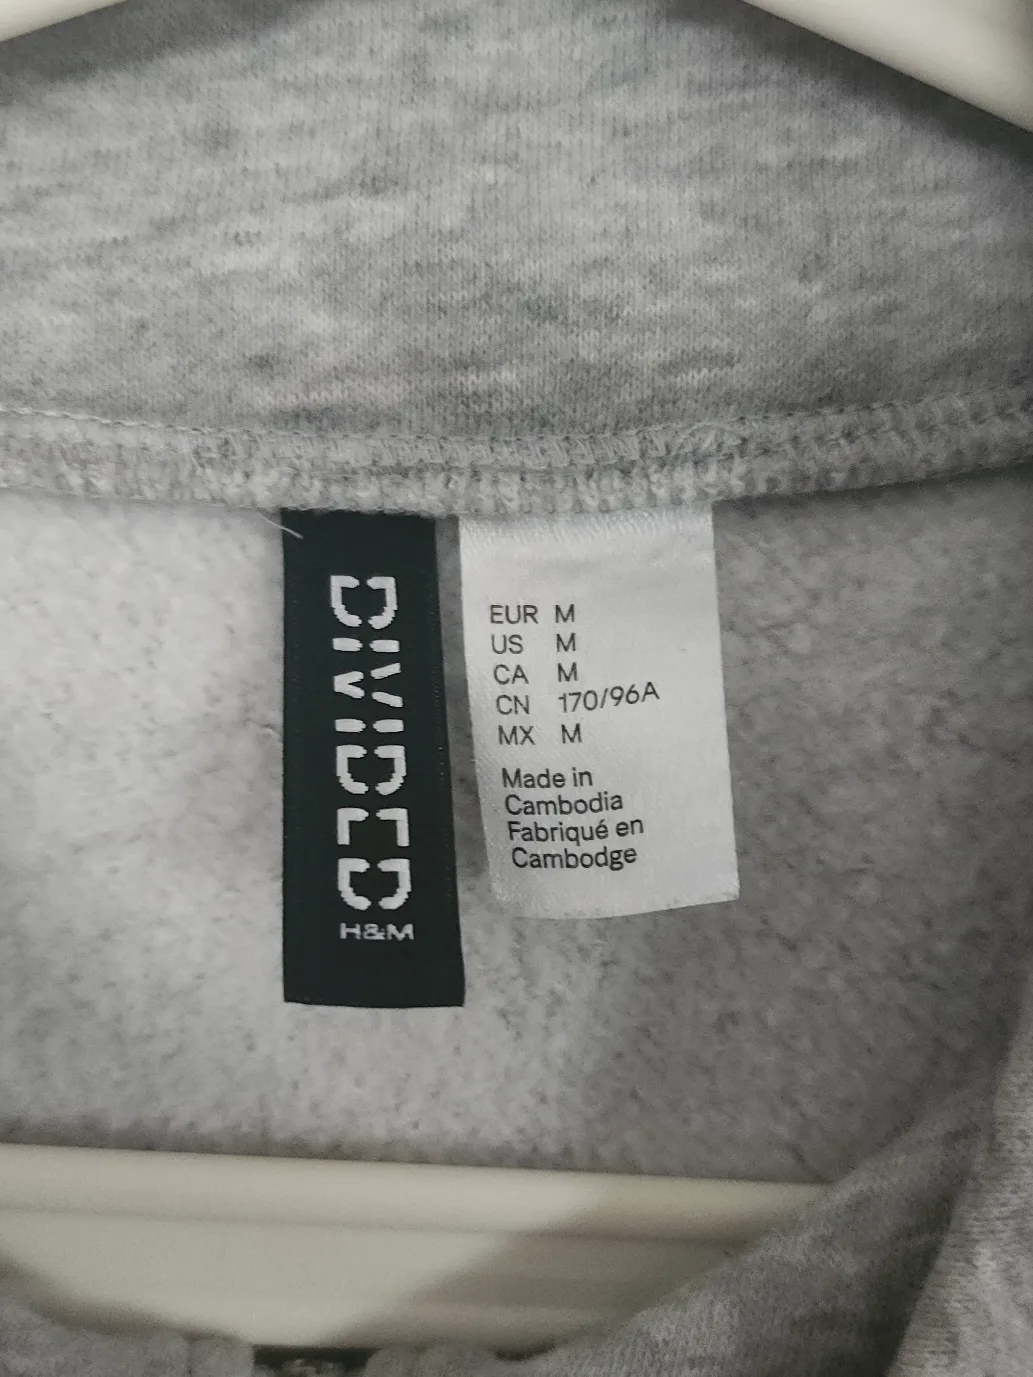 DIVIDED
H&M
EUR M
US M
CA M
CN 170/96A
MX M
Made in
Cambodia
Fabriqué en
Cambodge